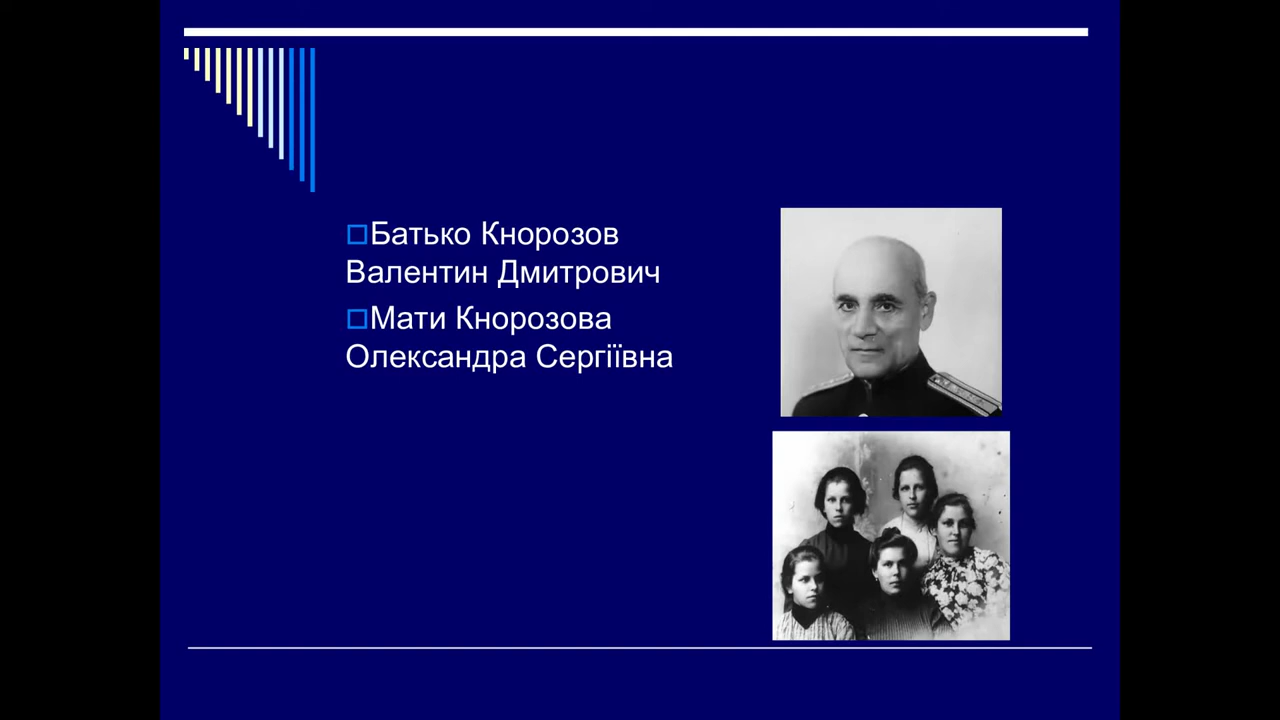 Батько Кнорозов
Валентин Дмитрович
Мати Кнорозова
Олександра Сергіївна